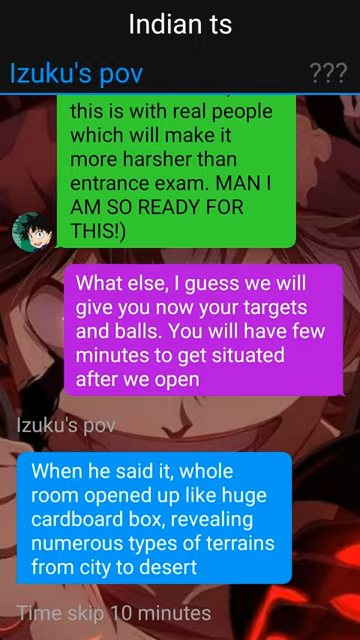 Indian ts
Izuku's pov
???
this is with real people
which will make it
more harsher than
entrance exam. MAN I
AM SO READY FOR
THIS!)
What else, I guess we will
give you now your targets
and balls. You will have few
minutes to get situated
after we open
Izuku's pov
When he said it, whole
room opened up like huge
cardboard box, revealing
numerous types of terrains
from city to desert
Time skip 10 minutes